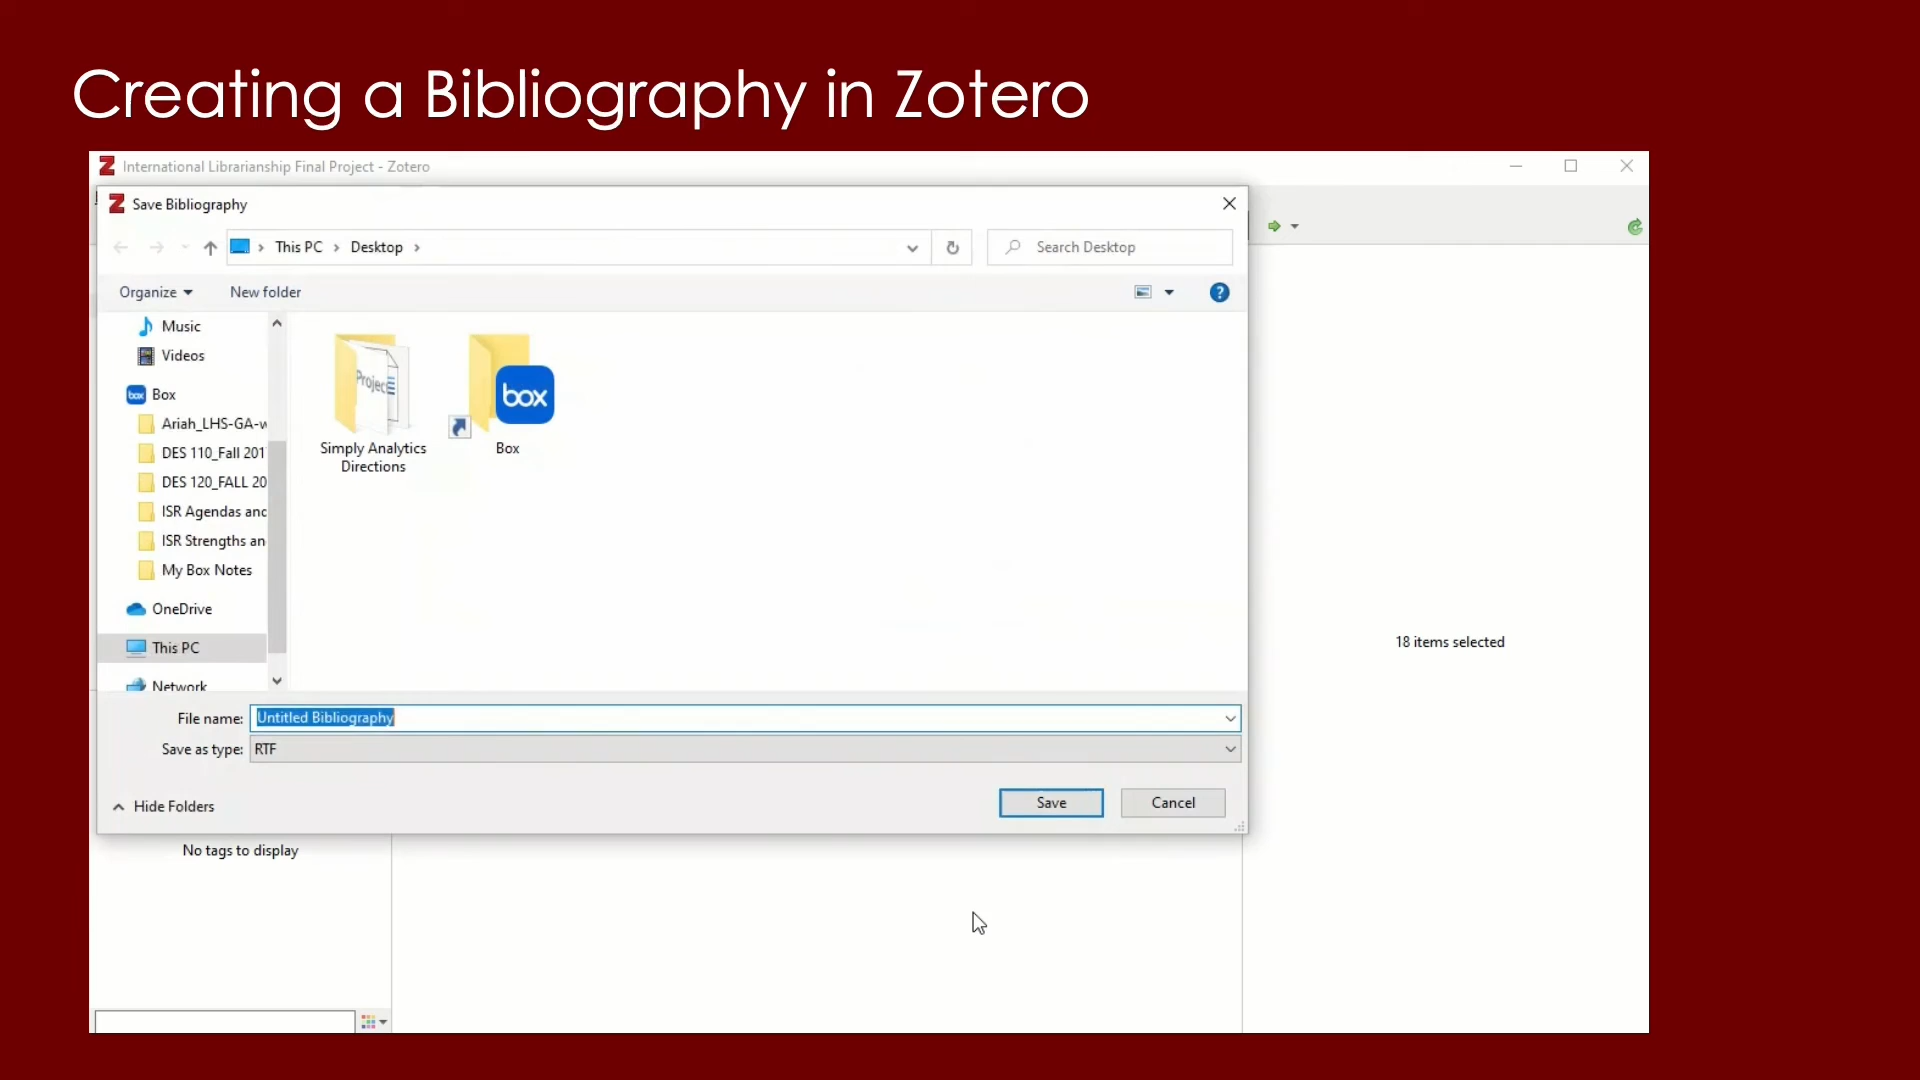 Creating a Bibliography in Zotero
International Librarianship Final Project - Zotero
Save Bibliography
This PC
Desktop
Search Desktop
Organize
New folder
Music
Videos
Box
Ariah_LHS-GA-w
DES 110_Fall 201
DES 120_FALL 20
ISR Agendas and
ISR Strengths an
My Box Notes
OneDrive
This PC
Network
Project
Simply Analytics
Directions
box
Box
18 items selected
File name: Untitled Bibliography
Save as type: RTF
Hide Folders
Save
Cancel
No tags to display